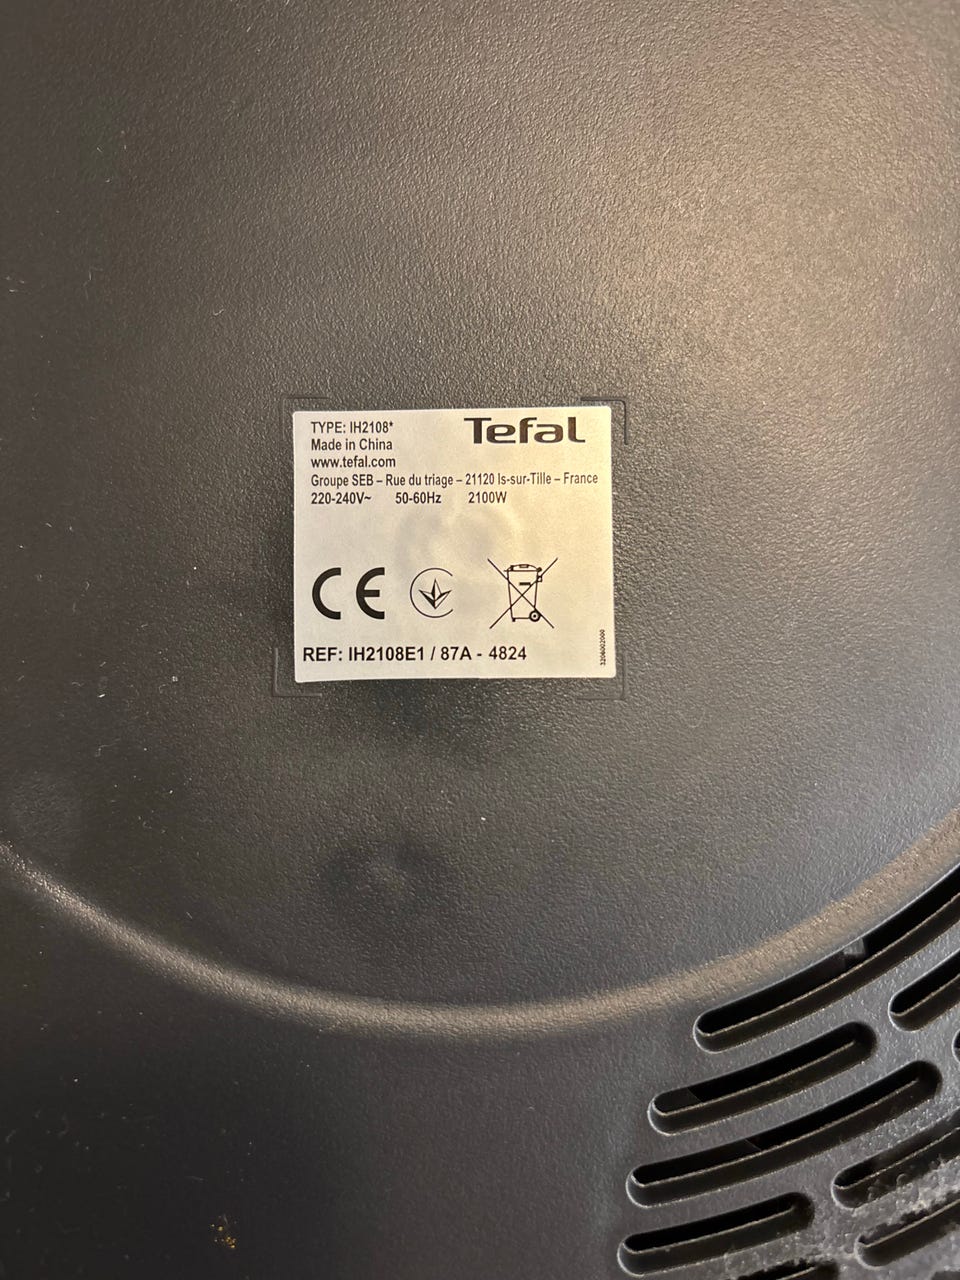 TYPE: IH2108*
Tefal
Made in China
www.tefal.com
Groupe SEB – Rue du triage – 21120 Is-sur-Tille – France
220-240V~ 50-60Hz 2100W
CE
REF: IH2108E1 / 87A - 4824
3206002000